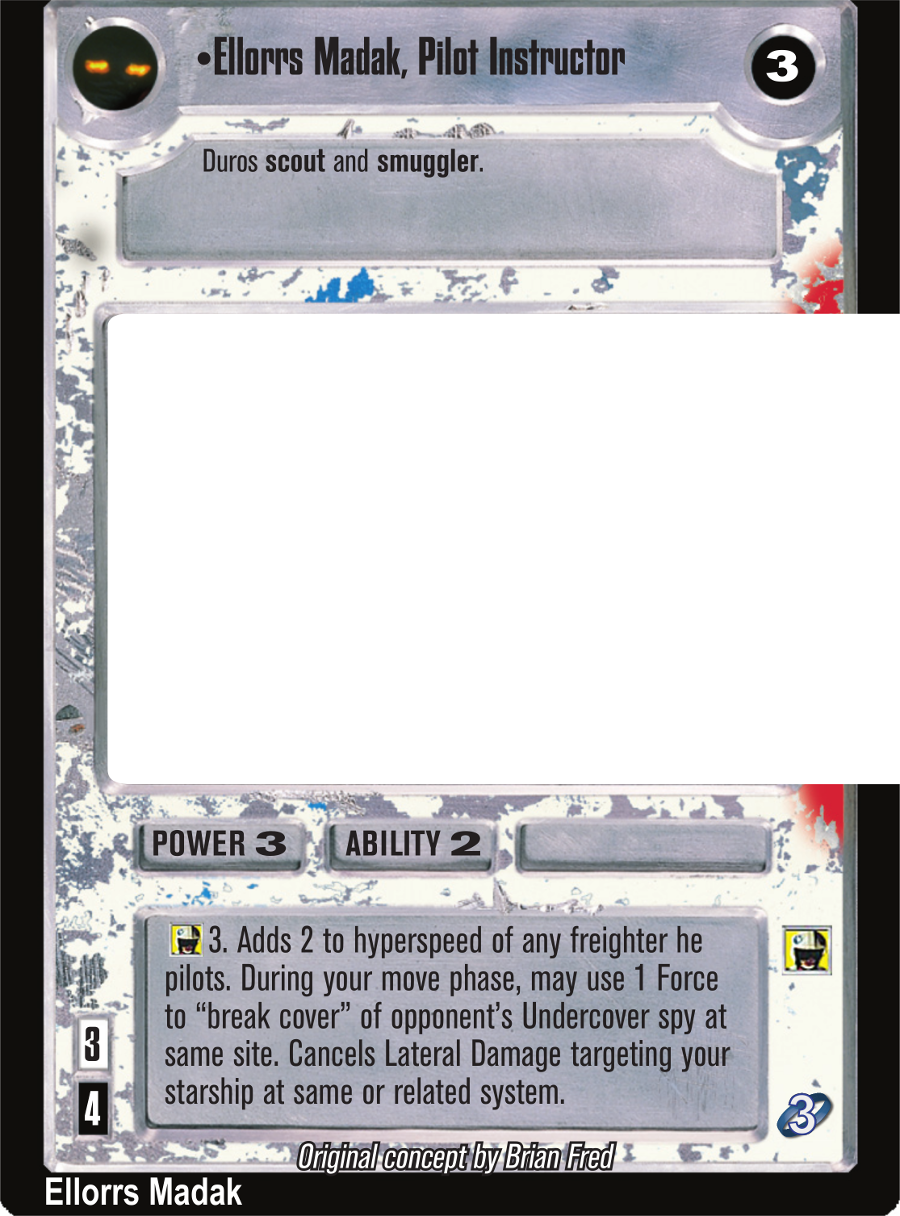 •Ellorrs Madak, Pilot Instructor
3
Duros scout and smuggler.
POWER 3
ABILITY 2
3. Adds 2 to hyperspeed of any freighter he
pilots. During your move phase, may use 1 Force
to “break cover” of opponent’s Undercover spy at
same site. Cancels Lateral Damage targeting your
starship at same or related system.
3
4
3
Original concept by Brian Fred
Ellorrs Madak